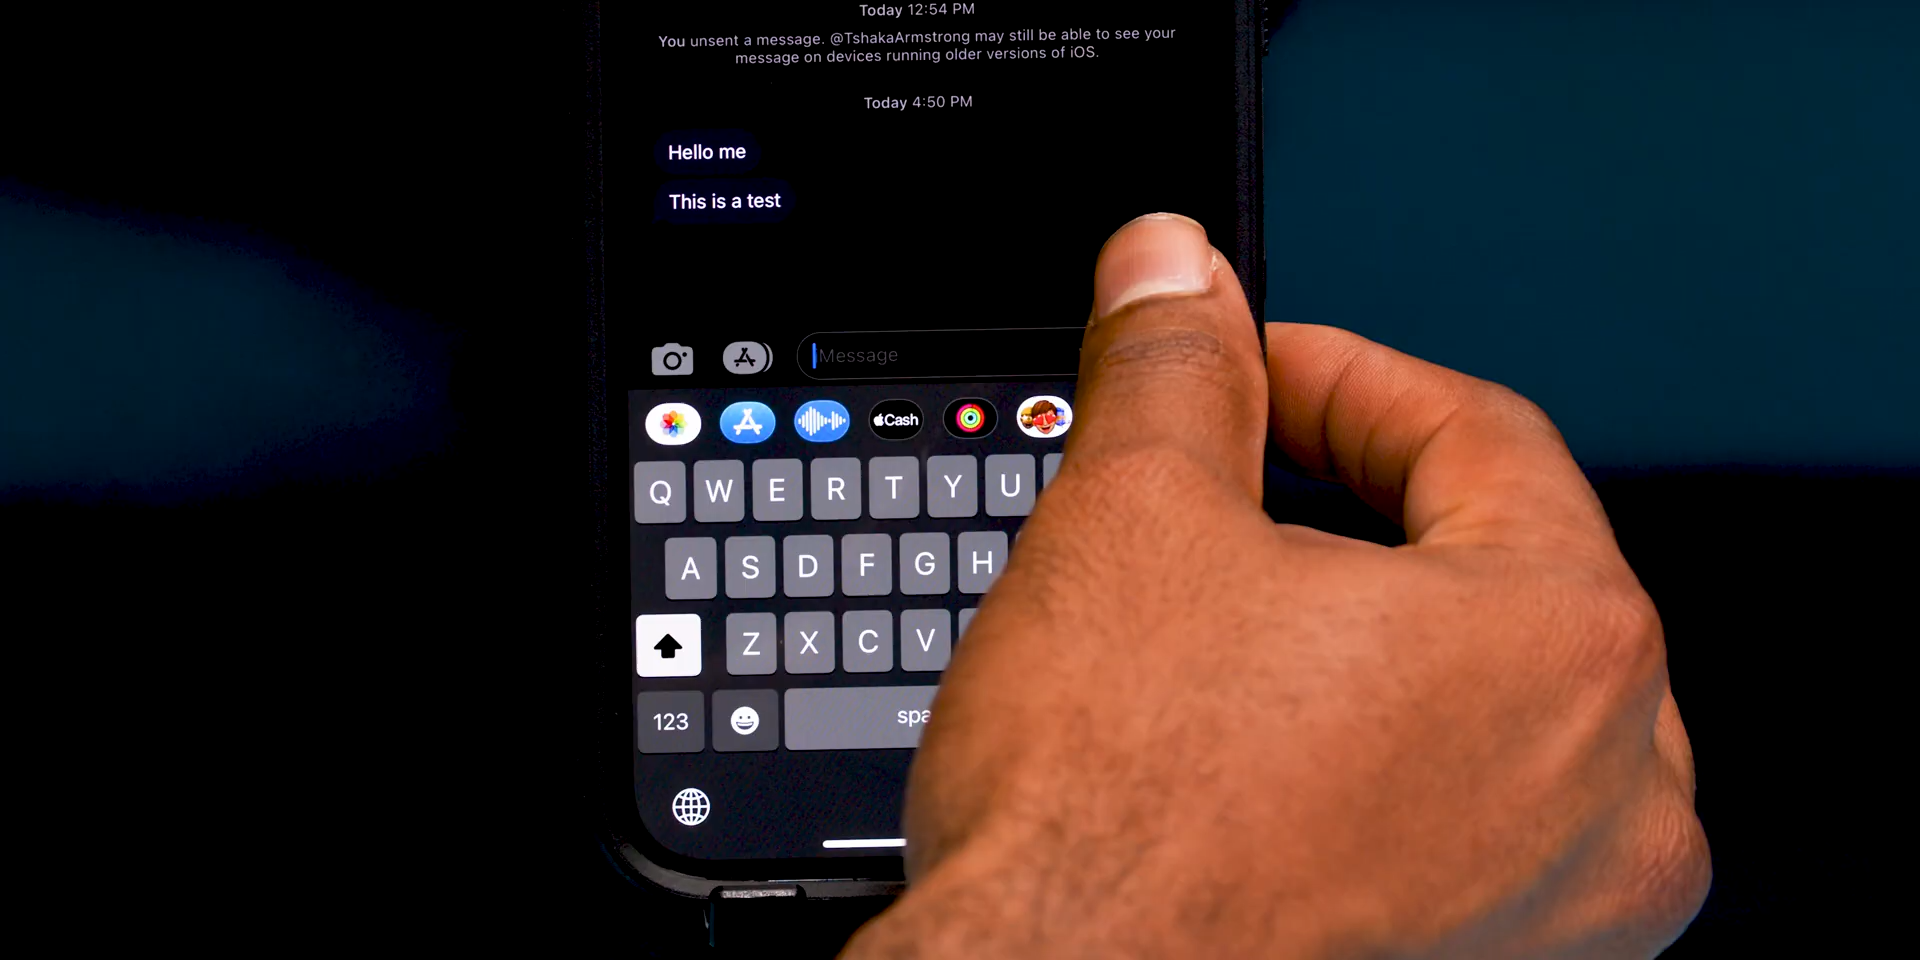 Today 12:54 PM
You unsent a message. @TshakaArmstrong may still be able to see your
message on devices running older versions of iOS.
Today 4:50 PM
Hello me
This is a test
Message
Cash
Q W E R T Y U
A S D F G H
Z X C V
123
spa